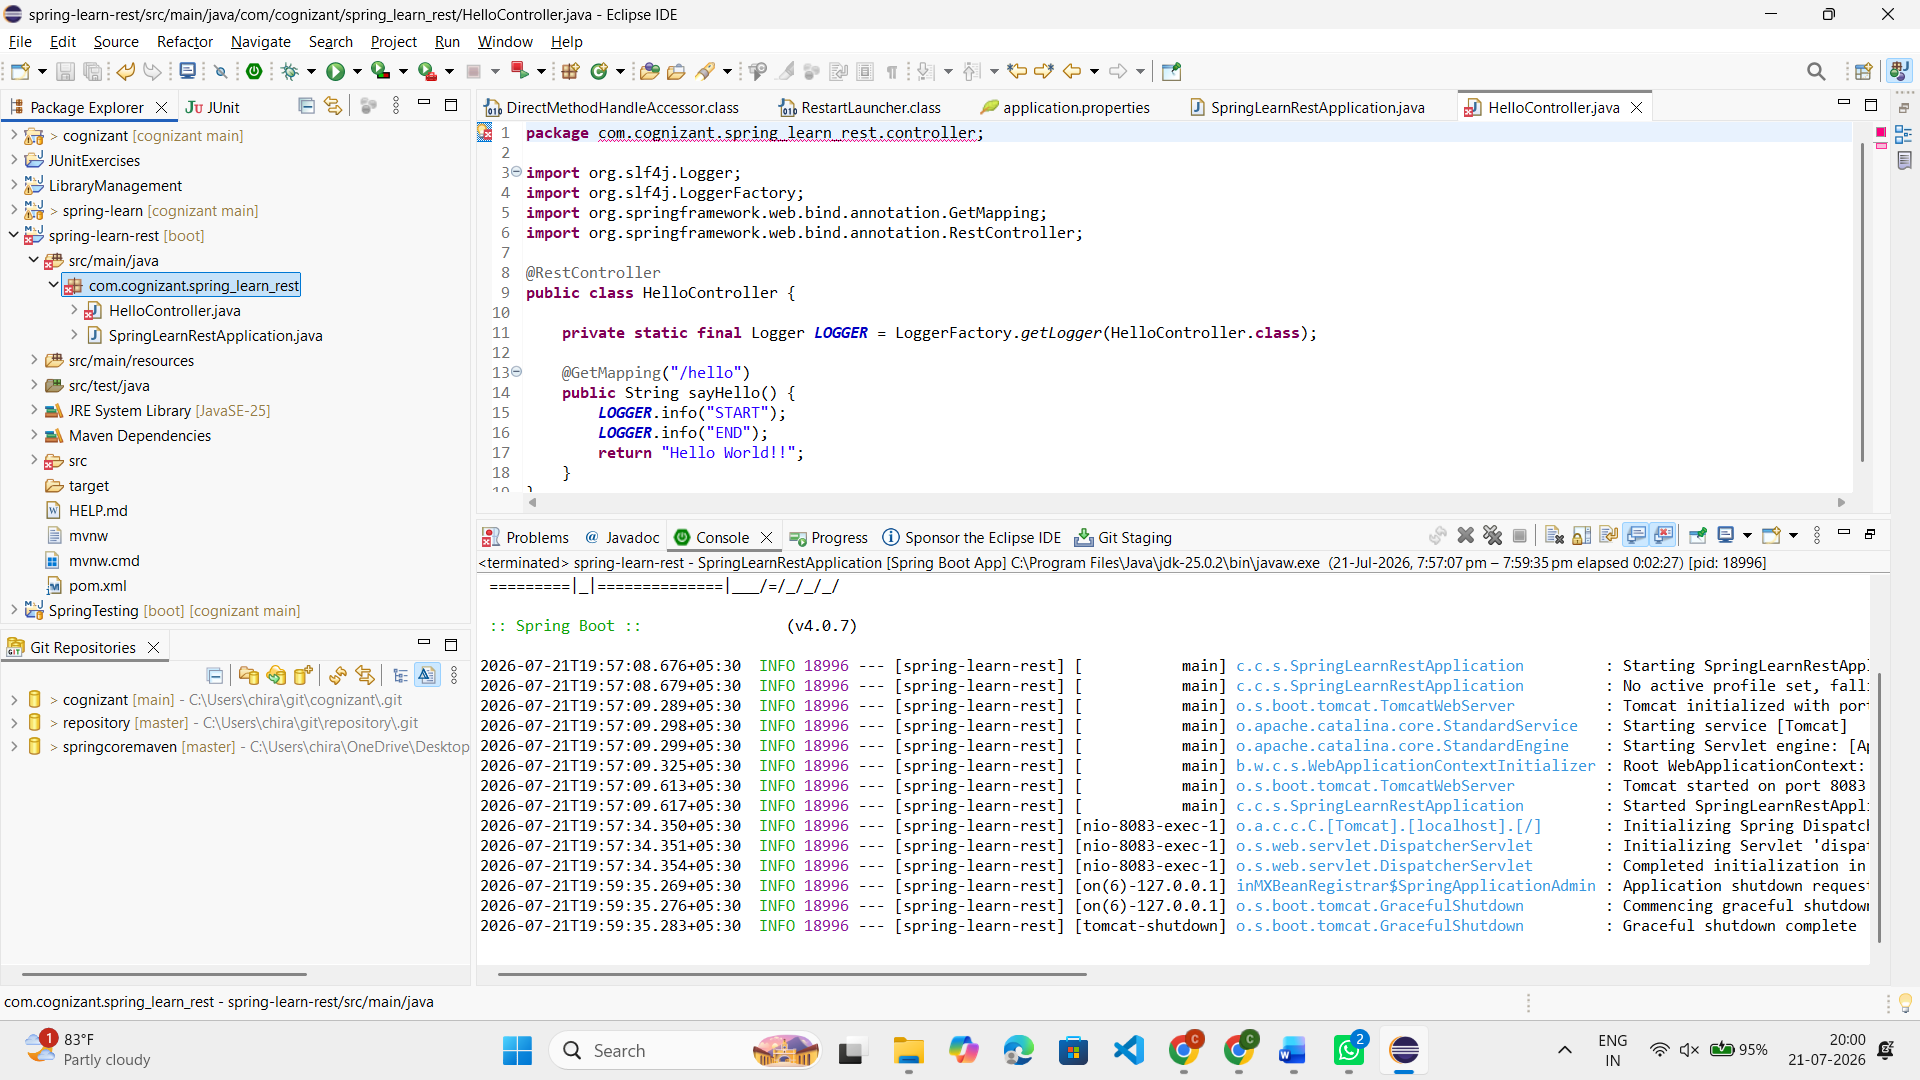 spring-learn-rest/src/main/java/com/cognizant/spring_learn_rest/HelloController.java - Eclipse IDE
File Edit Source Refactor Navigate Search Project Run Window Help
Package Explorer JUnit
> cognizant [cognizant main]
JUnitExercises
LibraryManagement
> spring-learn [cognizant main]
spring-learn-rest [boot]
src/main/java
com.cognizant.spring_learn_rest
HelloController.java
SpringLearnRestApplication.java
src/main/resources
src/test/java
JRE System Library [JavaSE-25]
Maven Dependencies
src
target
HELP.md
mvnw
mvnw.cmd
pom.xml
SpringTesting [boot] [cognizant main]
Git Repositories
> cognizant [main] - C:\Users\chira\git\cognizant\.git
> repository [master] - C:\Users\chira\git\repository\.git
> springcoremaven [master] - C:\Users\chira\OneDrive\Desktop
DirectMethodHandleAccessor.class RestartLauncher.class application.properties SpringLearnRestApplication.java HelloController.java
1 package com.cognizant.spring_learn_rest.controller;
2
3 import org.slf4j.Logger;
4 import org.slf4j.LoggerFactory;
5 import org.springframework.web.bind.annotation.GetMapping;
6 import org.springframework.web.bind.annotation.RestController;
7
8 @RestController
9 public class HelloController {
10
11 private static final Logger LOGGER = LoggerFactory.getLogger(HelloController.class);
12
13 @GetMapping("/hello")
14 public String sayHello() {
15 LOGGER.info("START");
16 LOGGER.info("END");
17 return "Hello World!!";
18 }
Problems Javadoc Console Progress Sponsor the Eclipse IDE Git Staging
<terminated> spring-learn-rest - SpringLearnRestApplication [Spring Boot App] C:\Program Files\Java\jdk-25.0.2\bin\javaw.exe (21-Jul-2026, 7:57:07 pm – 7:59:35 pm elapsed 0:02:27) [pid: 18996]
=========|_|==============|___/=/_/_/_/
:: Spring Boot :: (v4.0.7)
2026-07-21T19:57:08.676+05:30 INFO 18996 --- [spring-learn-rest] [ main] c.c.s.SpringLearnRestApplication : Starting SpringLearnRestAppl
2026-07-21T19:57:08.679+05:30 INFO 18996 --- [spring-learn-rest] [ main] c.c.s.SpringLearnRestApplication : No active profile set, falli
2026-07-21T19:57:09.289+05:30 INFO 18996 --- [spring-learn-rest] [ main] o.s.boot.tomcat.TomcatWebServer : Tomcat initialized with port
2026-07-21T19:57:09.298+05:30 INFO 18996 --- [spring-learn-rest] [ main] o.apache.catalina.core.StandardService : Starting service [Tomcat]
2026-07-21T19:57:09.299+05:30 INFO 18996 --- [spring-learn-rest] [ main] o.apache.catalina.core.StandardEngine : Starting Servlet engine: [Ap
2026-07-21T19:57:09.325+05:30 INFO 18996 --- [spring-learn-rest] [ main] b.w.c.s.WebApplicationContextInitializer : Root WebApplicationContext:
2026-07-21T19:57:09.613+05:30 INFO 18996 --- [spring-learn-rest] [ main] o.s.boot.tomcat.TomcatWebServer : Tomcat started on port 8083
2026-07-21T19:57:09.617+05:30 INFO 18996 --- [spring-learn-rest] [ main] c.c.s.SpringLearnRestApplication : Started SpringLearnRestAppli
2026-07-21T19:57:34.350+05:30 INFO 18996 --- [spring-learn-rest] [nio-8083-exec-1] o.a.c.c.C.[Tomcat].[localhost].[/] : Initializing Spring Dispatch
2026-07-21T19:57:34.351+05:30 INFO 18996 --- [spring-learn-rest] [nio-8083-exec-1] o.s.web.servlet.DispatcherServlet : Initializing Servlet 'dispat
2026-07-21T19:57:34.354+05:30 INFO 18996 --- [spring-learn-rest] [nio-8083-exec-1] o.s.web.servlet.DispatcherServlet : Completed initialization in
2026-07-21T19:59:35.269+05:30 INFO 18996 --- [spring-learn-rest] [on(6)-127.0.0.1] inMXBeanRegistrar$SpringApplicationAdmin : Application shutdown request
2026-07-21T19:59:35.276+05:30 INFO 18996 --- [spring-learn-rest] [on(6)-127.0.0.1] o.s.boot.tomcat.GracefulShutdown : Commencing graceful shutdown
2026-07-21T19:59:35.283+05:30 INFO 18996 --- [spring-learn-rest] [tomcat-shutdown] o.s.boot.tomcat.GracefulShutdown : Graceful shutdown complete
com.cognizant.spring_learn_rest - spring-learn-rest/src/main/java
1 83°F
Partly cloudy
Search
2
ENG
IN
95%
20:00
21-07-2026